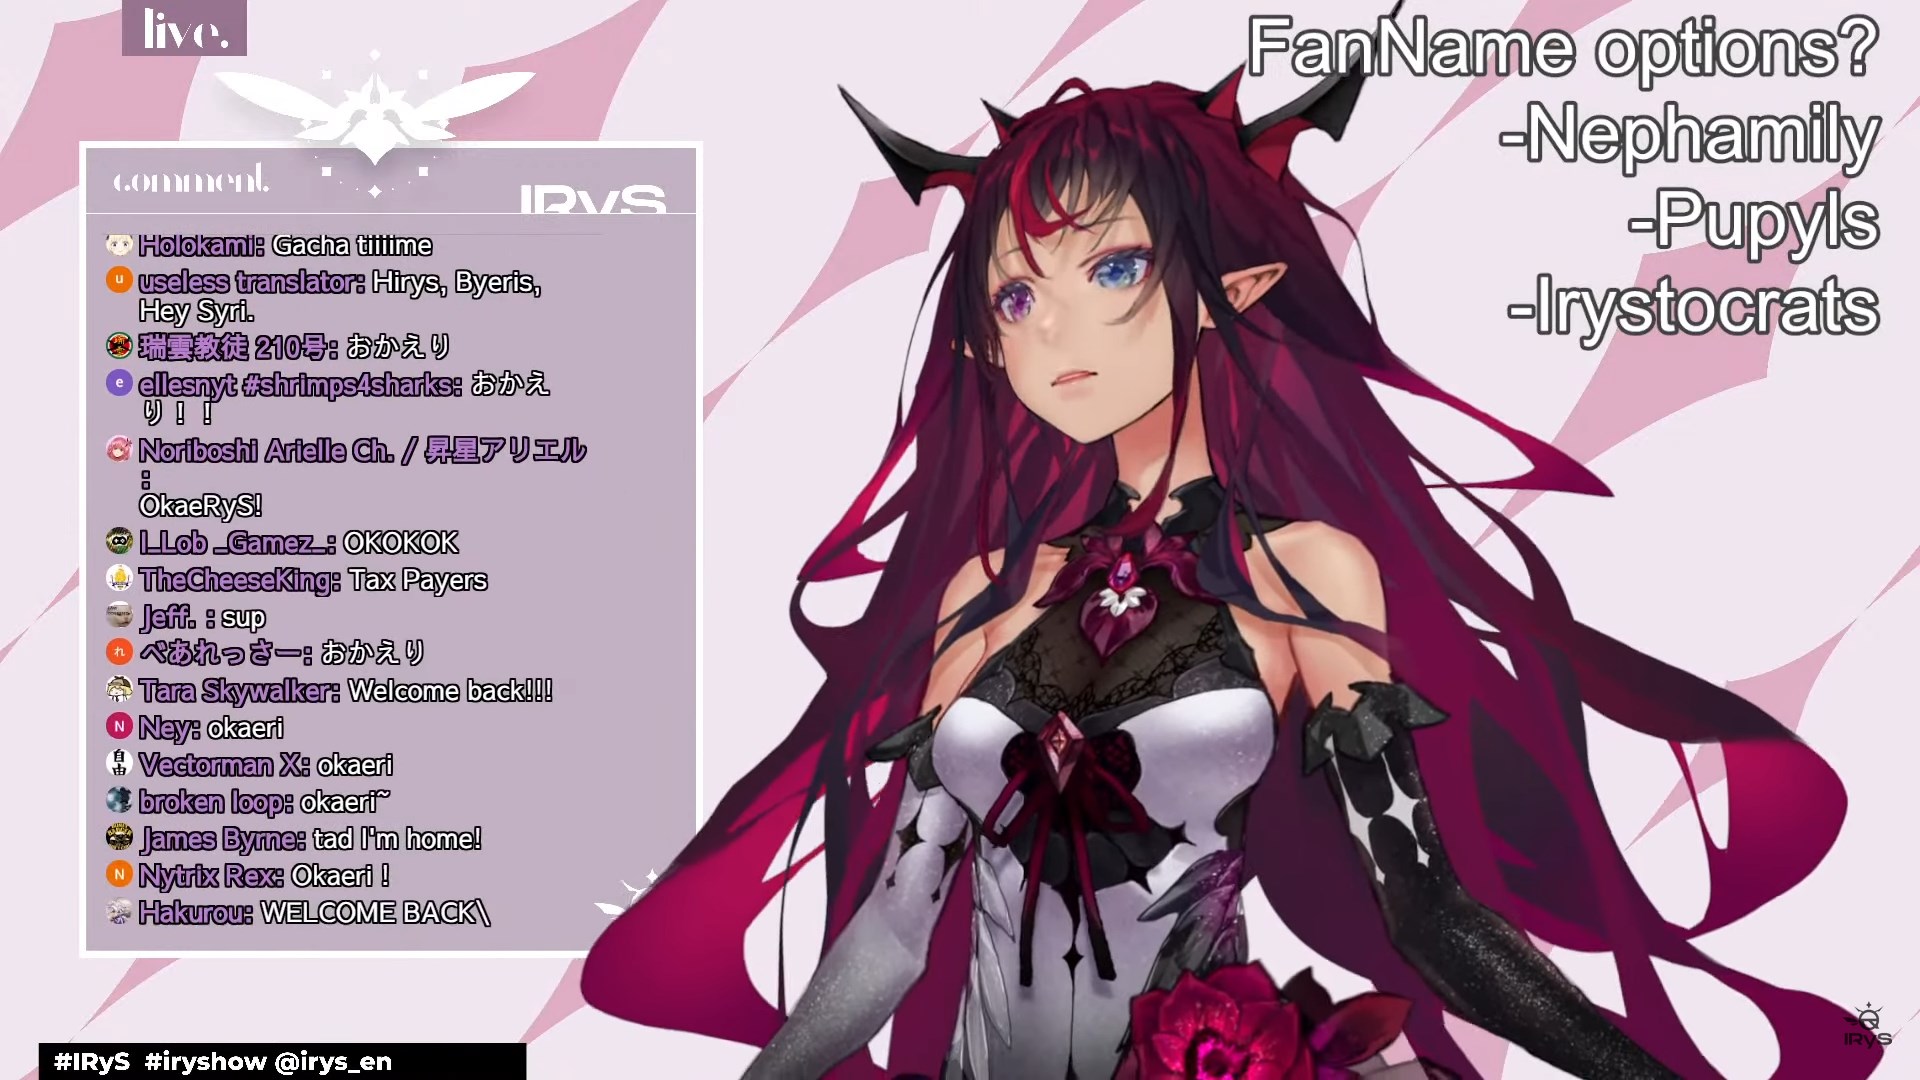 live.
comment.
IRyS
Holokami: Gacha tiiiime
useless translator: Hirys, Byeris,
Hey Syri.
瑞雲教徒 210号: おかえり
ellesnyt #shrimps4sharks: おかえ
り！！
Noriboshi Arielle Ch. / 昇星アリエル
:
OkaeRyS!
I_Lob _Gamez_: OKOKOK
TheCheeseKing: Tax Payers
Jeff. : sup
べあれっさー: おかえり
Tara Skywalker: Welcome back!!!
Ney: okaeri
Vectorman X: okaeri
broken loop: okaeri~
James Byrne: tad I'm home!
Nytrix Rex: Okaeri !
Hakurou: WELCOME BACK\
#IRyS #iryshow @irys_en
FanName options?
-Nephamily
-Pupyls
-Irystocrats
IRyS